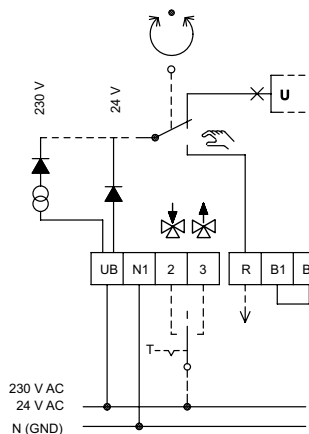 230 V
24 V
U
UB N1 2 3 R B1 B
T
230 V AC
24 V AC
N (GND)